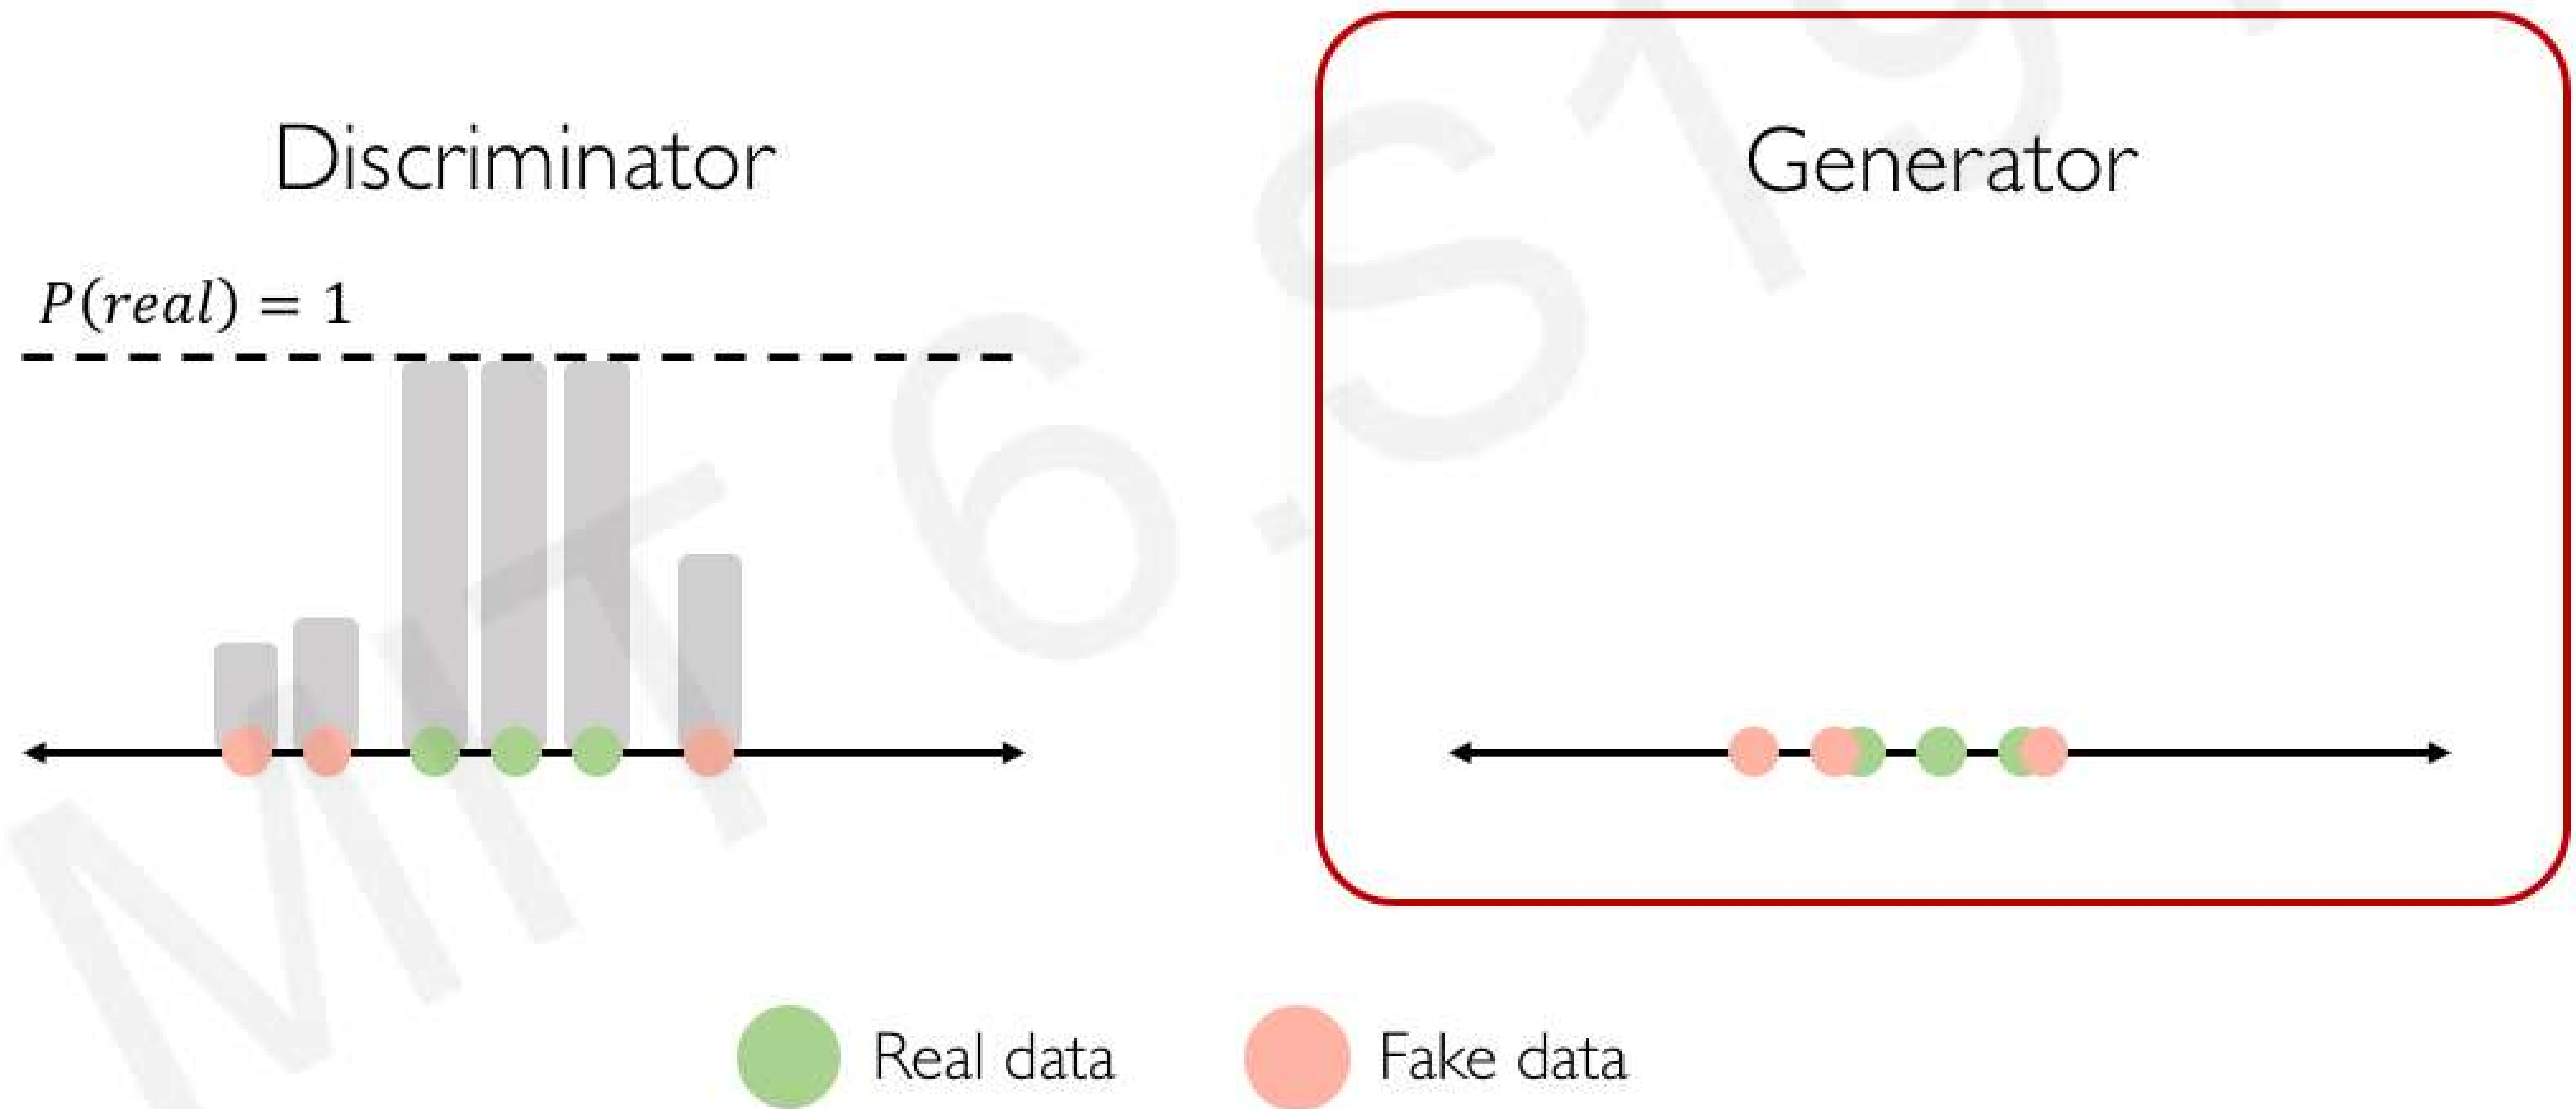 Discriminator
Generator
P(real) = 1
Real data
Fake data
MIT 6.S19